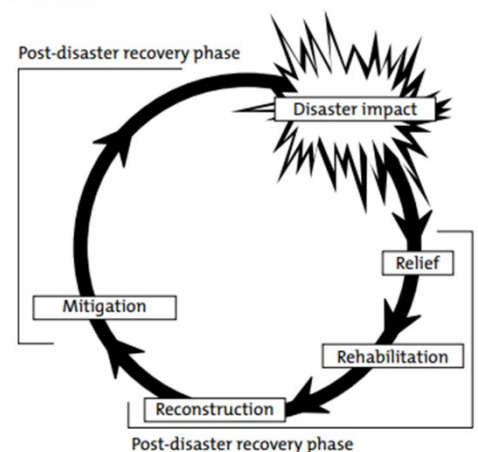 Post-disaster recovery phase
Disaster impact
Relief
Mitigation
Rehabilitation
Reconstruction
Post-disaster recovery phase